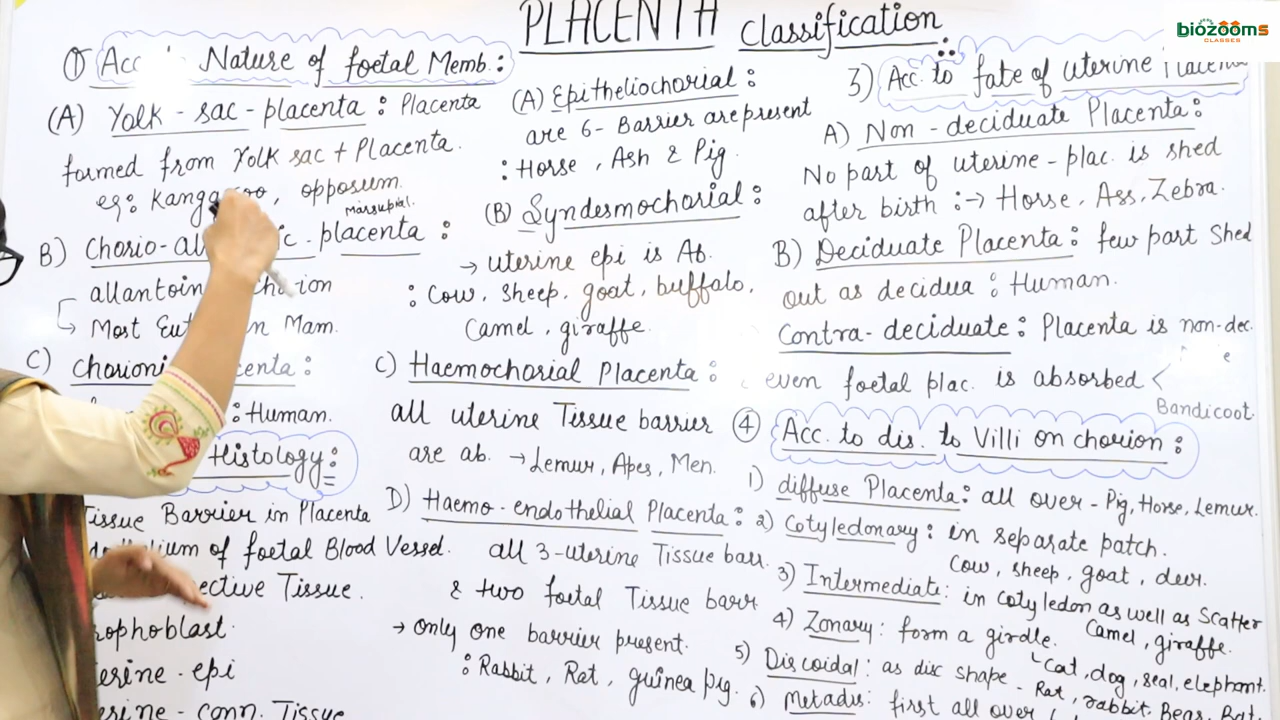 PLACENTA Classification
biozooms
CLASSES
① Acc Nature of foetal Memb. :
(A) Yolk - sac - placenta : Placenta
formed from Yolk sac + Placenta.
eg: Kangaroo, opposum.
Marsupial.
B) Chorio- - placenta :
allantoin
Most Mam.
C) :
: Human.
Histology :
Tissue Barrier in Placenta
of foetal Blood Vessel.
Tissue.
epi
conn. Tissue
(A) Epitheliochorial :
are 6 - Barrier are present
: Horse, Ash & Pig.
(B) Syndesmochorial :
→ uterine epi is Ab.
: Cow, Sheep, goat, buffalo,
Camel, giraffe.
C) Haemochorial Placenta :
all uterine Tissue barrier
are ab. → Lemur, Apes, Men.
D) Haemo - endothelial Placenta :
all 3-uterine Tissue barr.
& two foetal Tissue barr
→ only one barrier present.
: Rabbit, Rat, guinea pig.
3) Acc. to fate of uterine Placenta
A) Non - deciduate Placenta :
No part of uterine - plac. is shed
after birth :→ Horse, Ass, Zebra.
B) Deciduate Placenta : few part Shed
out as decidua : Human.
Contra - deciduate : Placenta is non-dec.
even foetal plac. is absorbed <
Bandicoot.
④ Acc. to dis. to Villi on chorion :
1) diffuse Placenta : all over - Pig, Horse, Lemur.
2) Cotyledonary : in separate patch.
Cow, sheep, goat, deer.
3) Intermediate : in cotyledon as well as Scatter
Camel, giraffe.
4) Zonary : form a girdle.
Cat, dog, seal, elephant.
5) Discoidal : as disc shape - Rat, rabbit, Bear, Bat.
6) Metadis : first all over